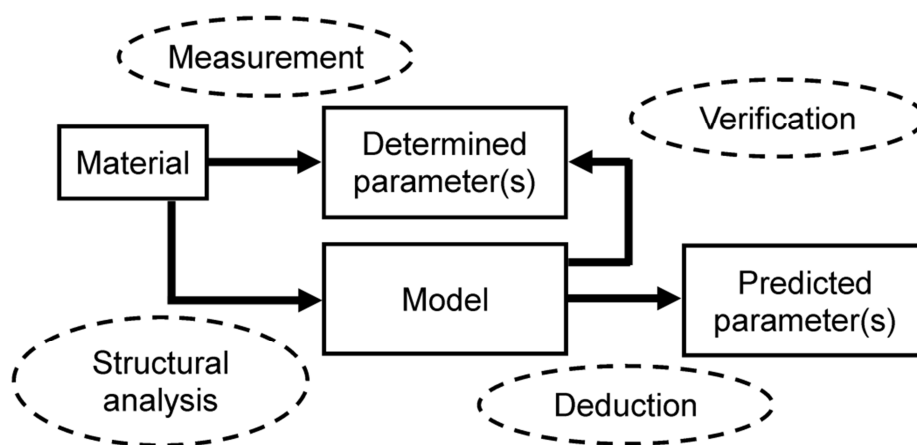 Measurement
Verification
Material
Determined
parameter(s)
Model
Predicted
parameter(s)
Structural
analysis
Deduction